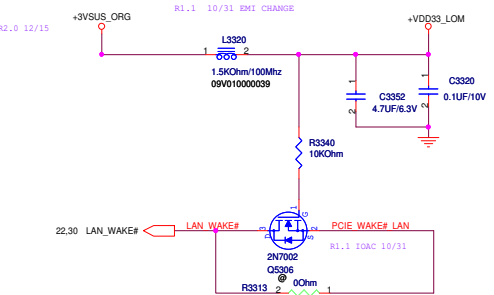 R1.1 10/31 EMI CHANGE
+3VSUS_ORG
+VDD33_LOM
R2.0 12/15
L3320
1 2
1.5KOhm/100Mhz
09V010000039
1
2
C3352
4.7UF/6.3V
1
2
C3320
0.1UF/10V
R3340
10KOhm
1
G
22,30 LAN_WAKE#
LAN_WAKE#
3
D
S
2
PCIE_WAKE#_LAN
R1.1 IOAC 10/31
2N7002
Q5306
@
R3313 2 0Ohm 1